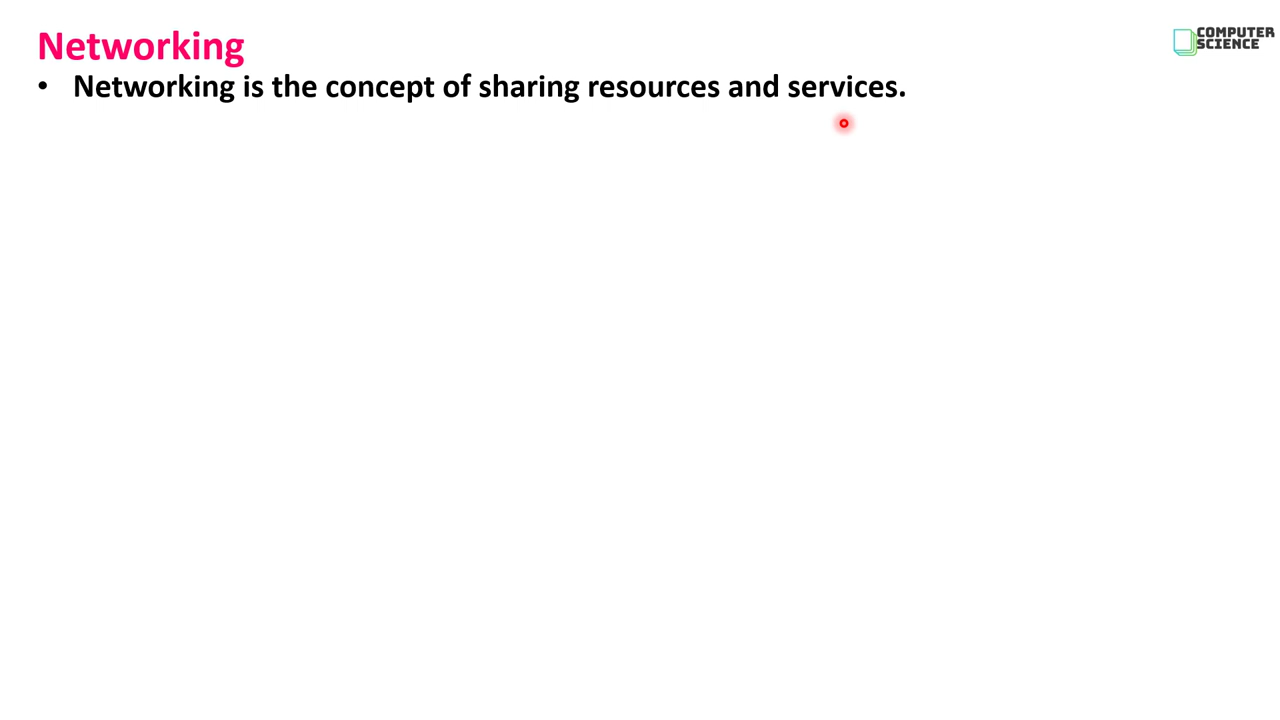 Networking
• Networking is the concept of sharing resources and services.
COMPUTER
SCIENCE